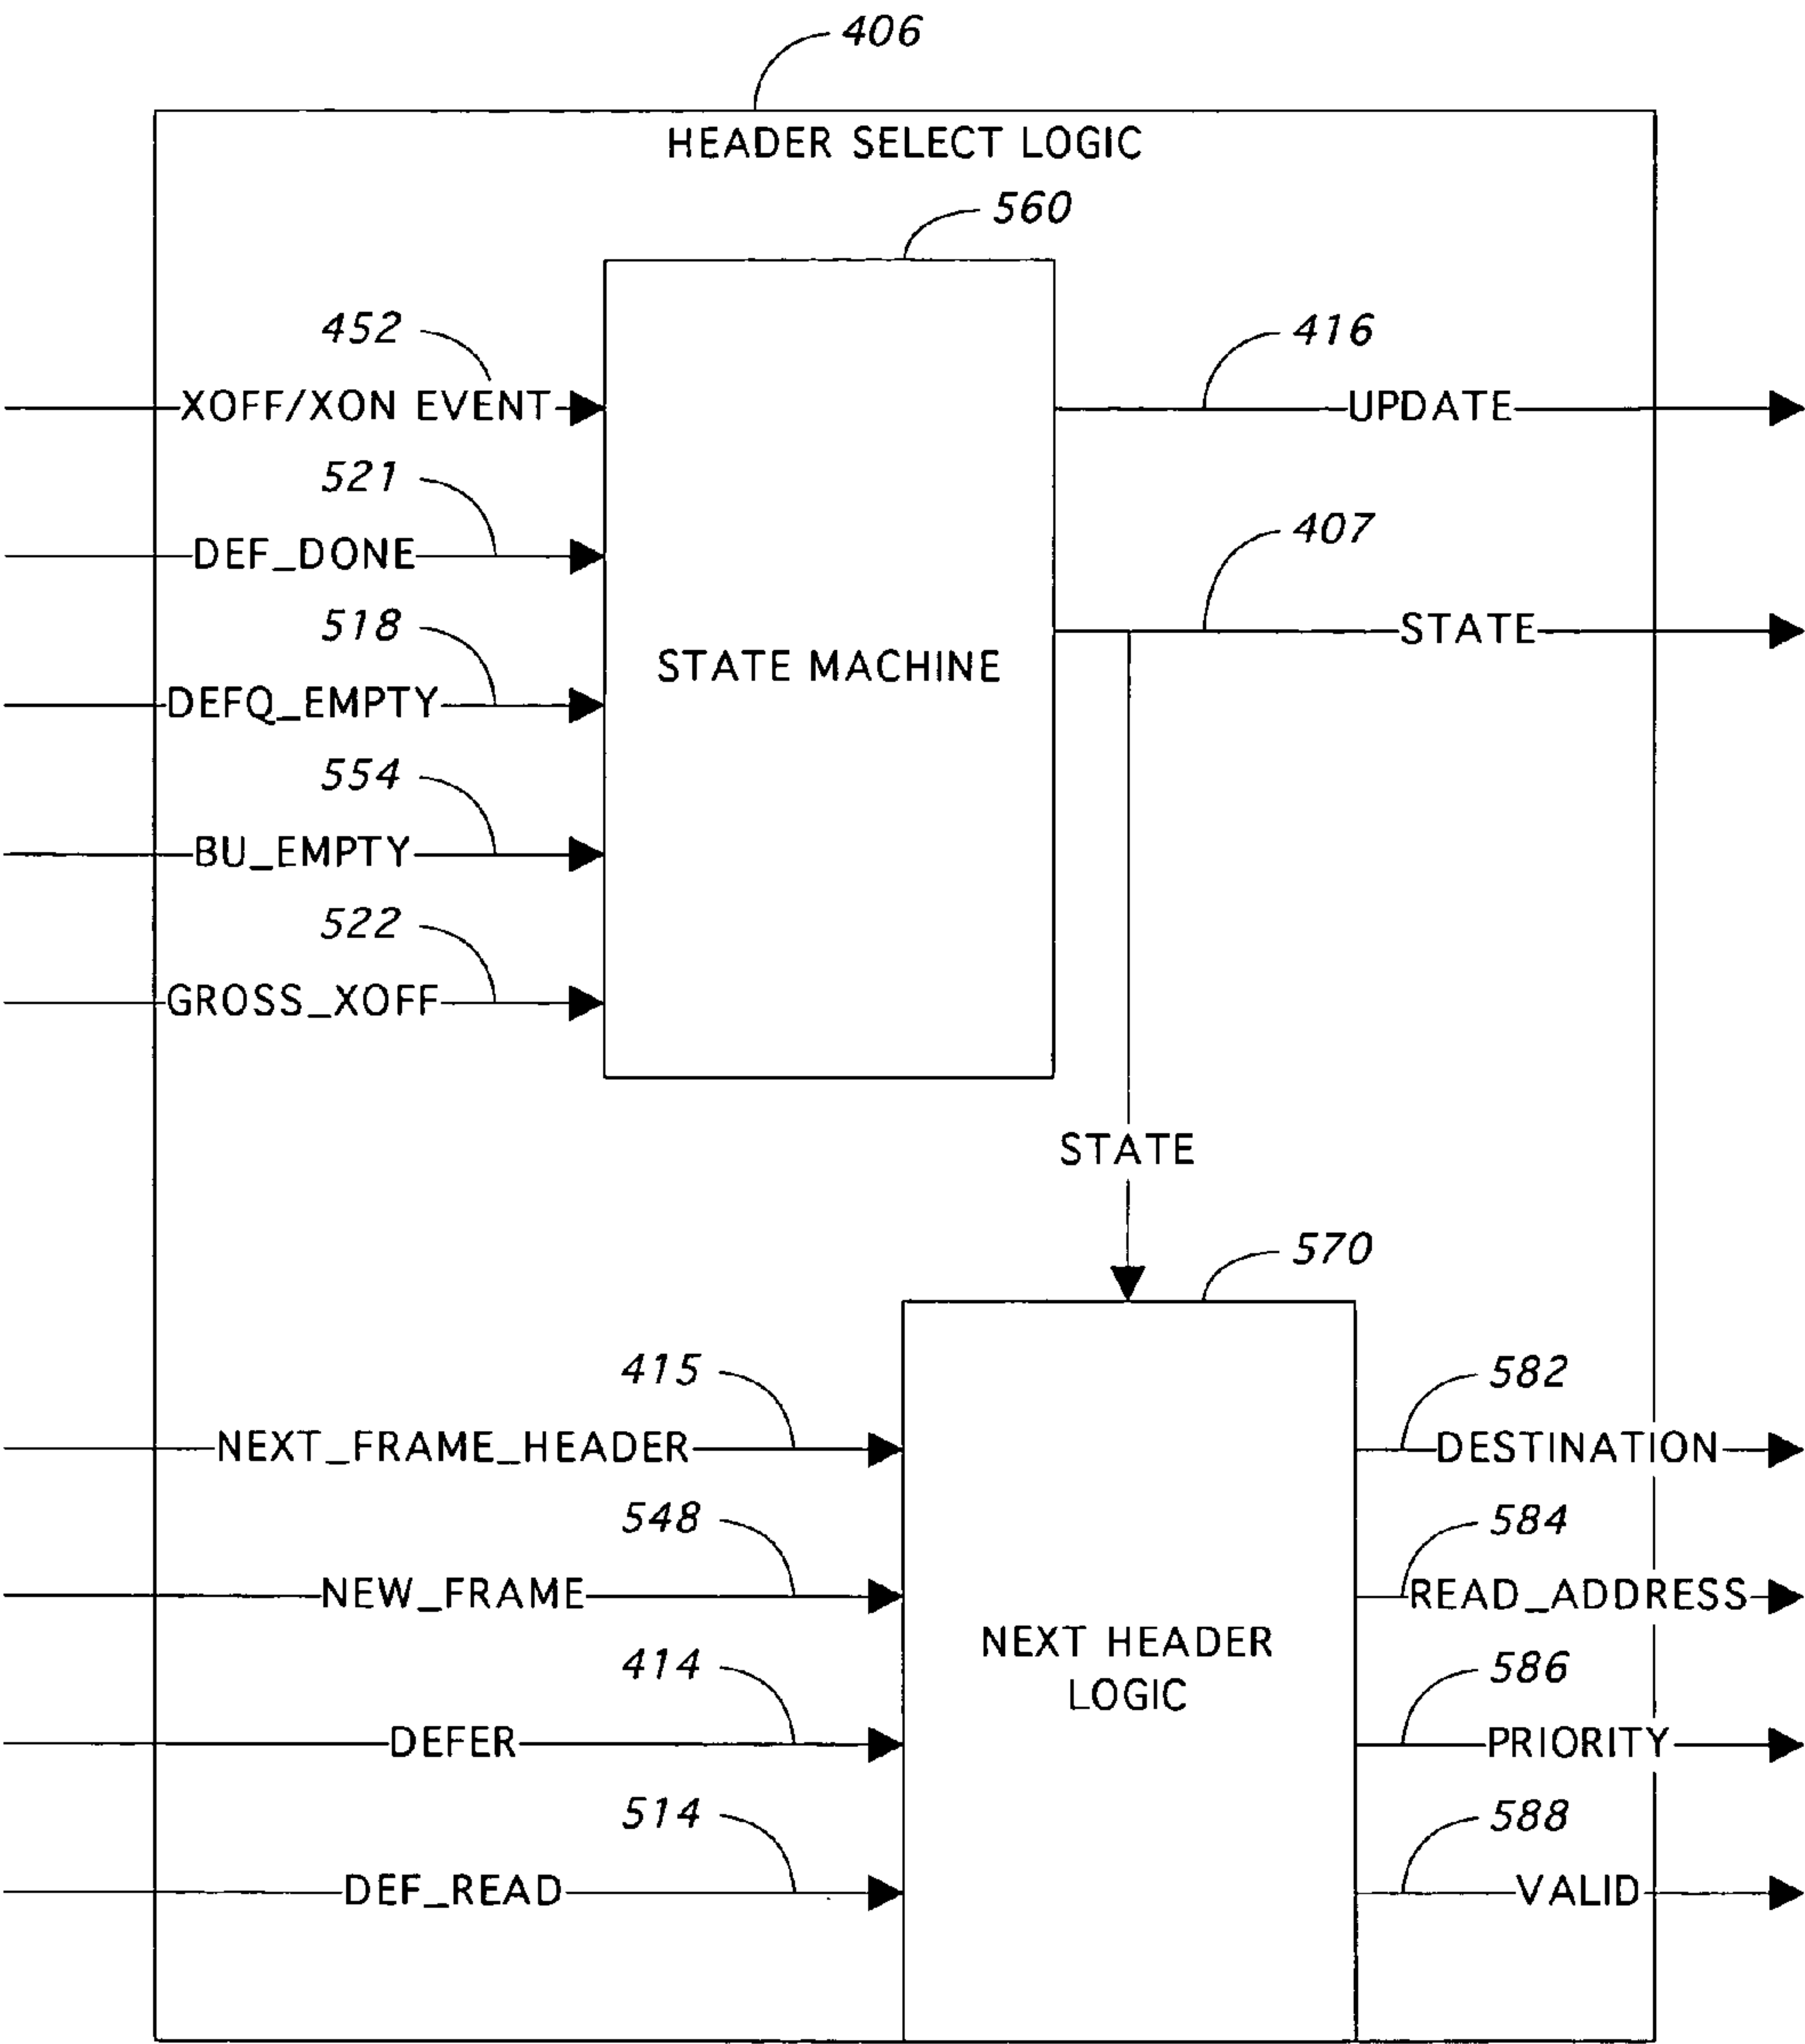 406
HEADER SELECT LOGIC
560
452
416
XOFF/XON EVENT
UPDATE
521
407
DEF_DONE
STATE
518
STATE MACHINE
DEFQ_EMPTY
554
BU_EMPTY
522
GROSS_XOFF
STATE
570
415
582
NEXT_FRAME_HEADER
DESTINATION
548
584
NEW_FRAME
READ_ADDRESS
NEXT HEADER
LOGIC
414
586
DEFER
PRIORITY
514
588
DEF_READ
VALID